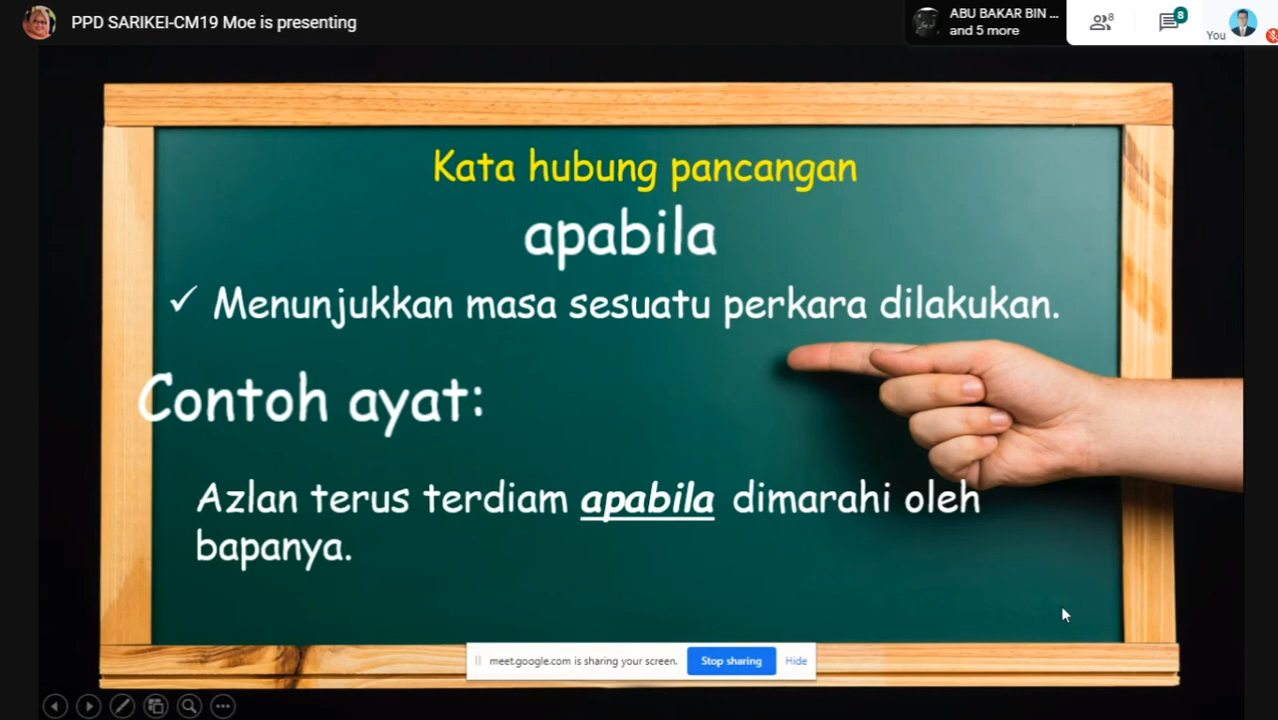 PPD SARIKEI-CM19 Moe is presenting
ABU BAKAR BIN ...
and 5 more
8
8
You
Kata hubung pancangan
apabila
✓ Menunjukkan masa sesuatu perkara dilakukan.
Contoh ayat:
Azlan terus terdiam apabila dimarahi oleh
bapanya.
meet.google.com is sharing your screen.
Stop sharing
Hide